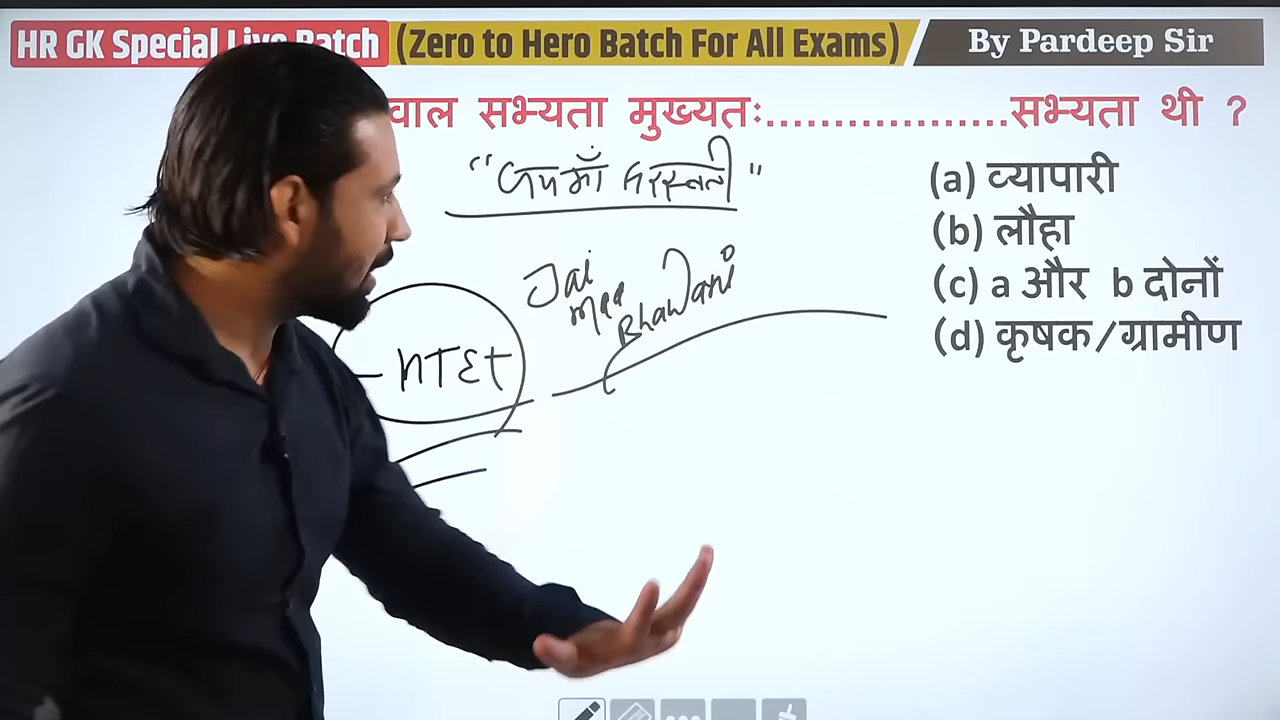 HR GK Special Live Batch (Zero to Hero Batch For All Exams) By Pardeep Sir
वाल सभ्यता मुख्यतः..................सभ्यता थी ?
(a) व्यापारी
(b) लौहा
(c) a और b दोनों
(d) कृषक/ग्रामीण
"जय माँ सरस्वती"
Jai
Maa
Bhawani
NTET